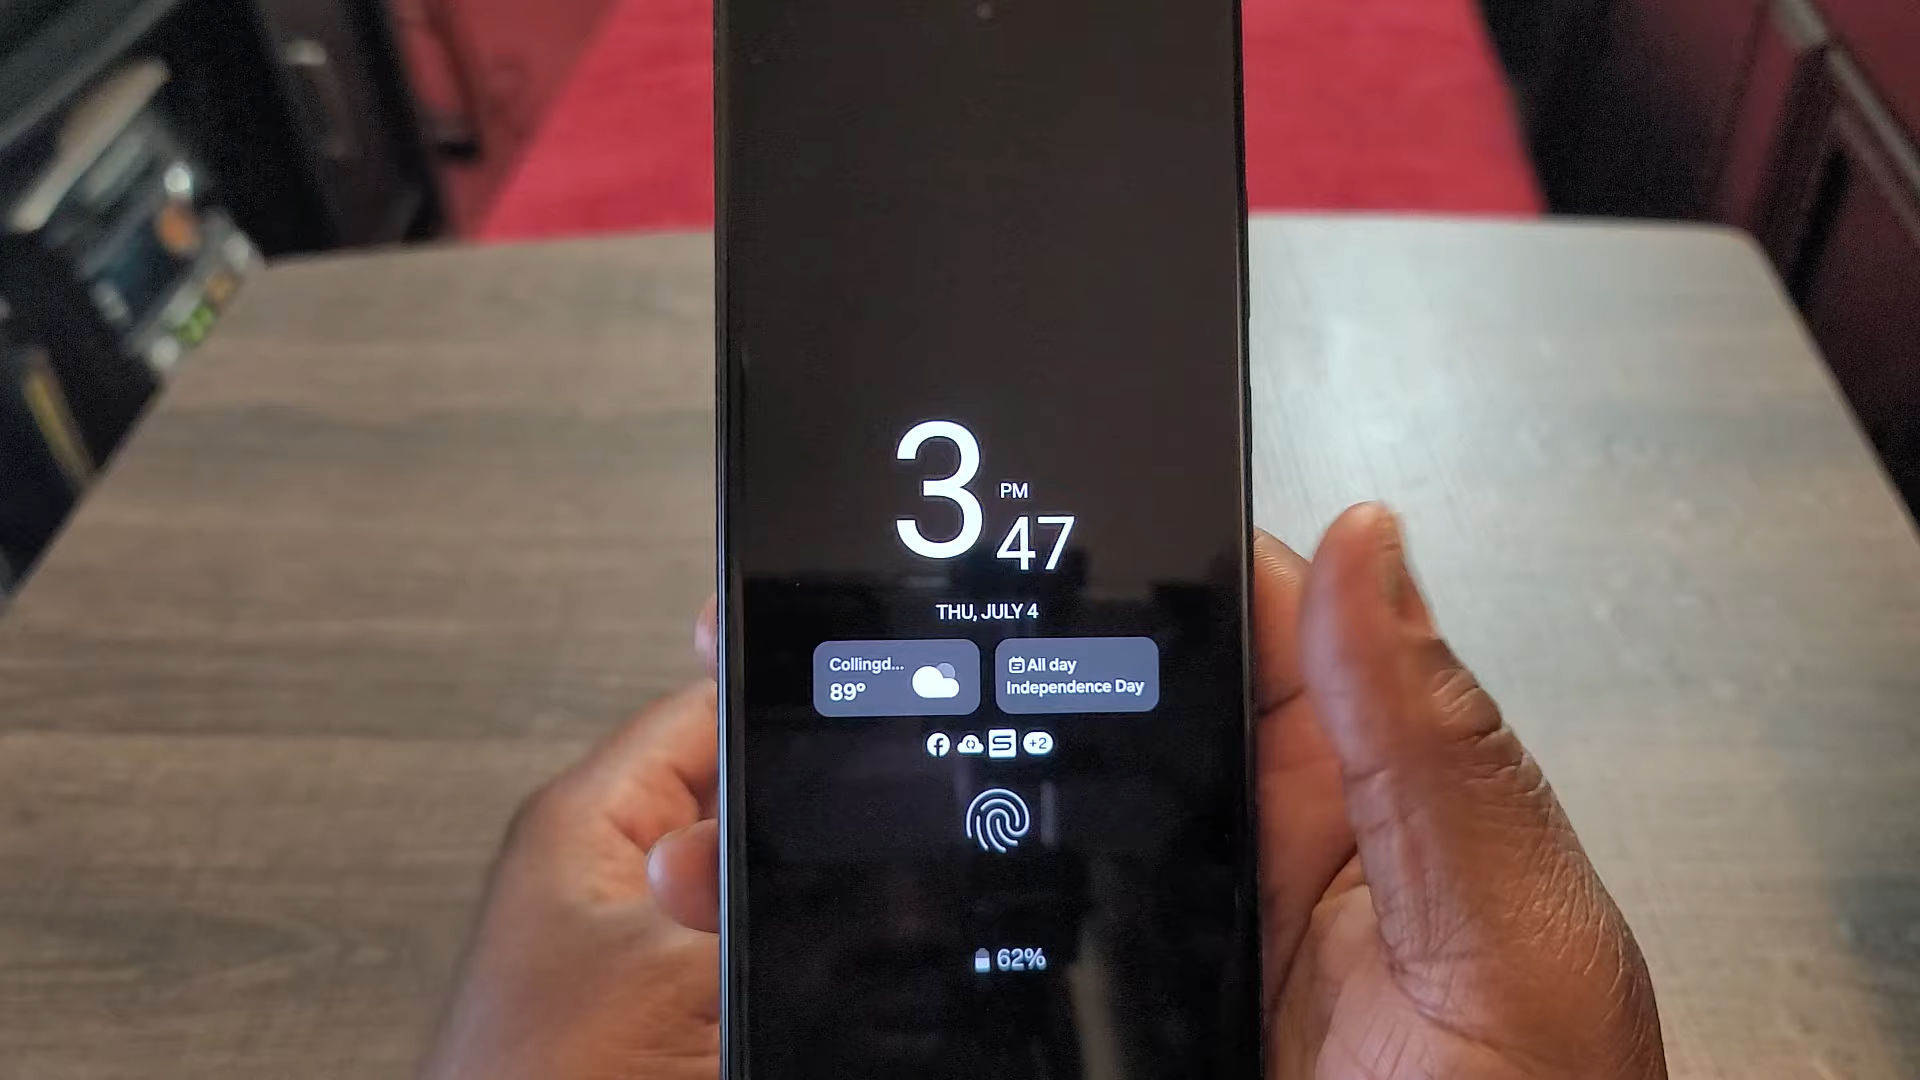 3
PM
47
THU, JULY 4
Collingd...
89°
All day
Independence Day
+2
62%